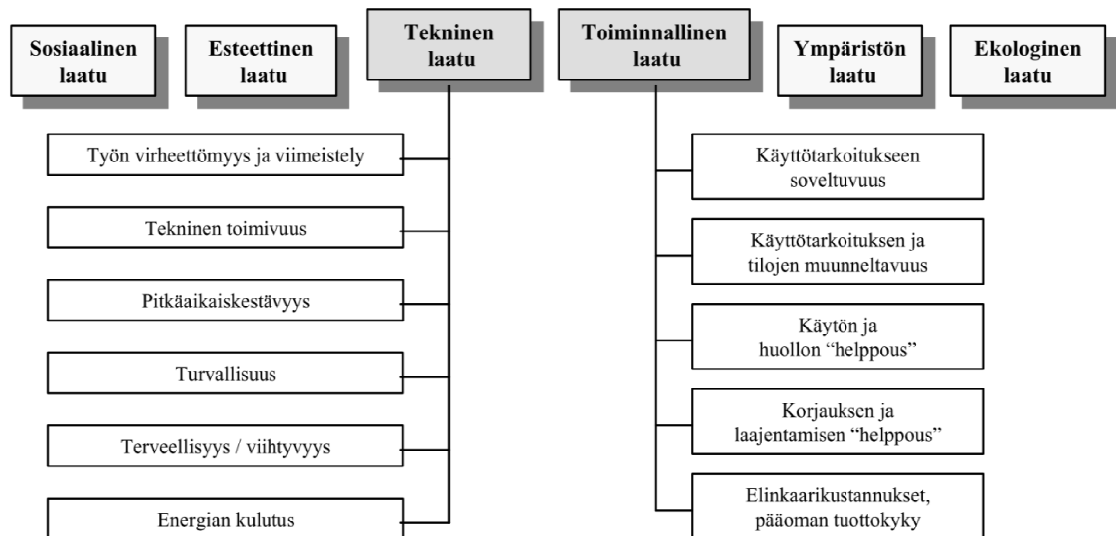 Sosiaalinen
laatu
Esteettinen
laatu
Tekninen
laatu
Toiminnallinen
laatu
Ympäristön
laatu
Ekologinen
laatu
Työn virheettömyys ja viimeistely
Tekninen toimivuus
Pitkäaikaiskestävyys
Turvallisuus
Terveellisyys / viihtyvyys
Energian kulutus
Käyttötarkoitukseen
soveltuvuus
Käyttötarkoituksen ja
tilojen muunneltavuus
Käytön ja
huollon “helppous”
Korjauksen ja
laajentamisen “helppous”
Elinkaarikustannukset,
pääoman tuottokyky